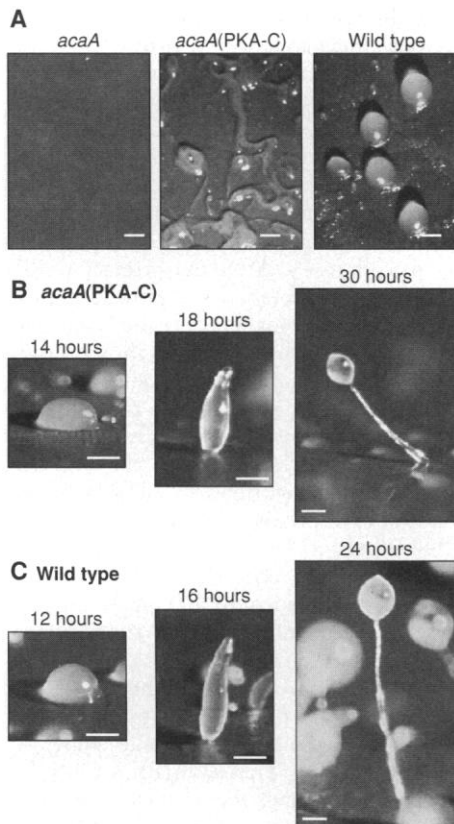 A
acaA acaA(PKA-C) Wild type
B acaA(PKA-C)
30 hours
18 hours
14 hours
C Wild type
24 hours
16 hours
12 hours